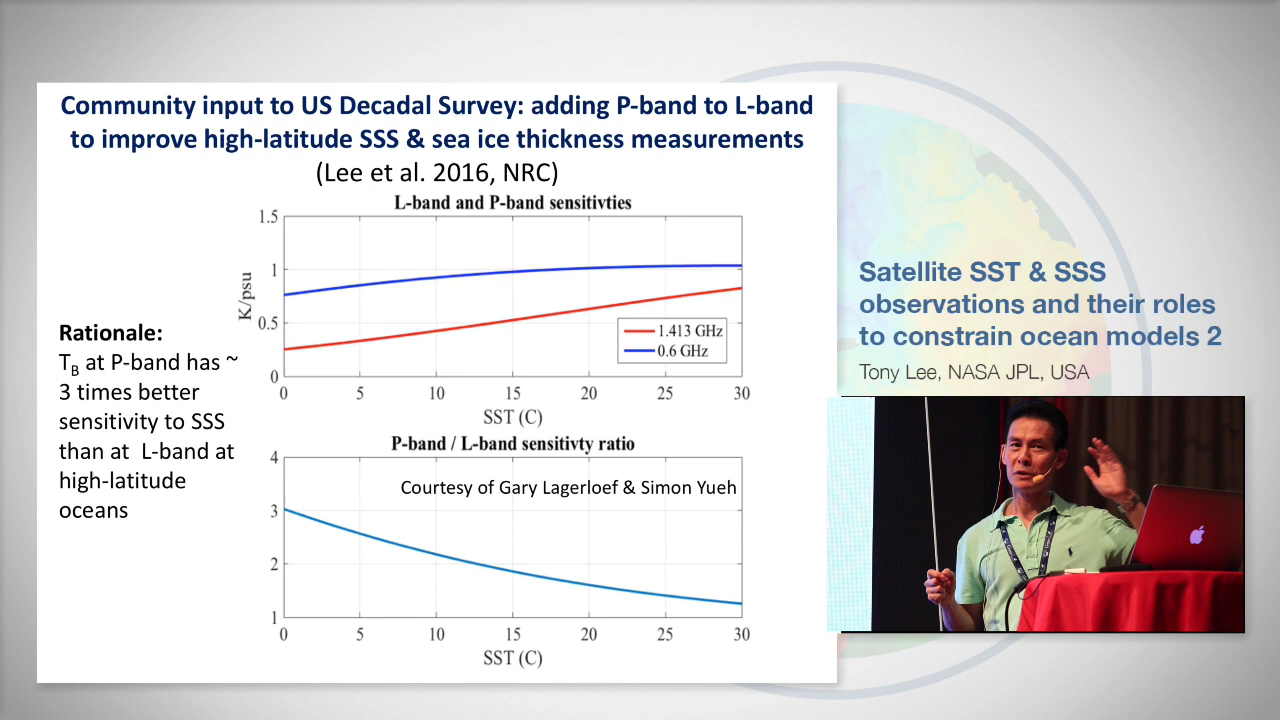 Community input to US Decadal Survey: adding P-band to L-band
to improve high-latitude SSS & sea ice thickness measurements
(Lee et al. 2016, NRC)
L-band and P-band sensitivties
1.5
1
0.5
0
K/psu
1.413 GHz
0.6 GHz
0 5 10 15 20 25 30
SST (C)
Rationale:
TB at P-band has ~
3 times better
sensitivity to SSS
than at L-band at
high-latitude
oceans
P-band / L-band sensitivty ratio
Courtesy of Gary Lagerloef & Simon Yueh
4
3
2
1
0 5 10 15 20 25 30
SST (C)
Satellite SST & SSS
observations and their roles
to constrain ocean models 2
Tony Lee, NASA JPL, USA